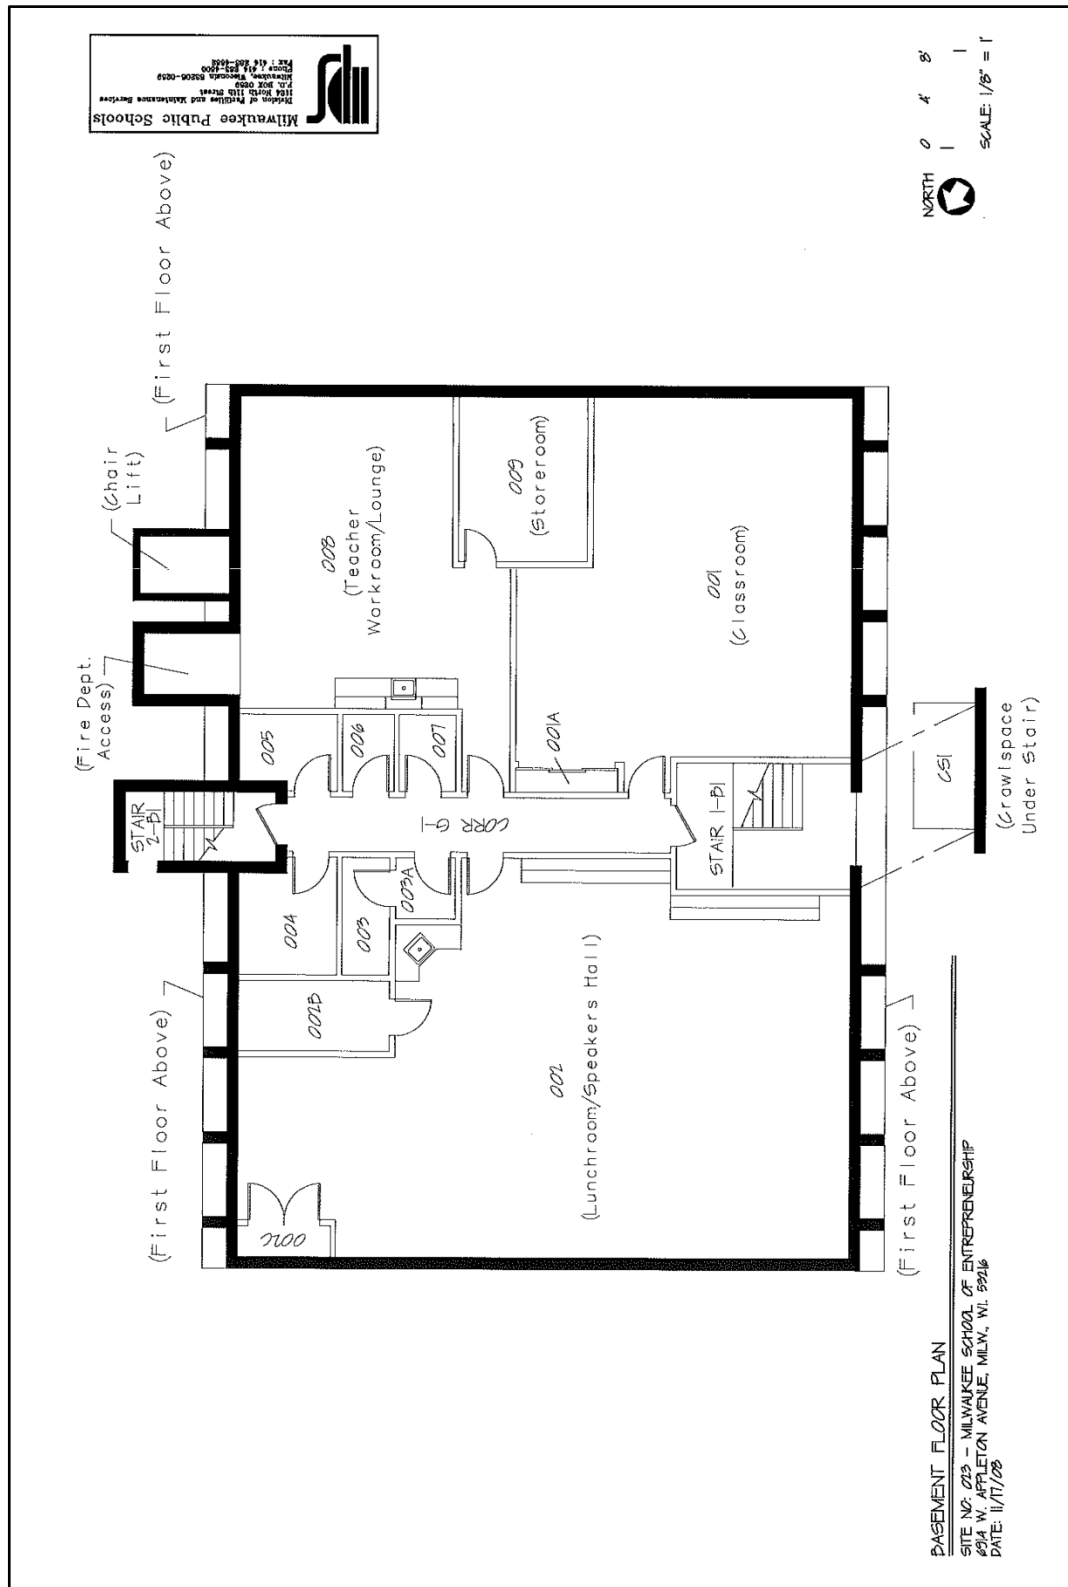 Milwaukee Public Schools
Division of Facilities and Maintenance Services
1124 North 11th Street
P.O. BOX 0259
Milwaukee, Wisconsin 53205-0259
(First Floor Above)
(Chair
Lift)
(Fire Dept.
Access)
(First Floor Above)
STAIR
2-B1
005
006
007
008
(Teacher
Workroom/Lounge)
009
(Storeroom)
001
(Classroom)
001A
CORR G-1
004
003
003A
002B
002C
002
(Lunchroom/Speakers Hall)
STAIR 1-B1
CS1
(Crawlspace
Under Stair)
(First Floor Above)
NORTH
0 4' 8'
SCALE: 1/8" = 1'
BASEMENT FLOOR PLAN
SITE NO: 023 - MILWAUKEE SCHOOL OF ENTREPRENEURSHIP
6914 W. APPLETON AVENUE, MILW., WI. 53216
DATE: 11/17/08